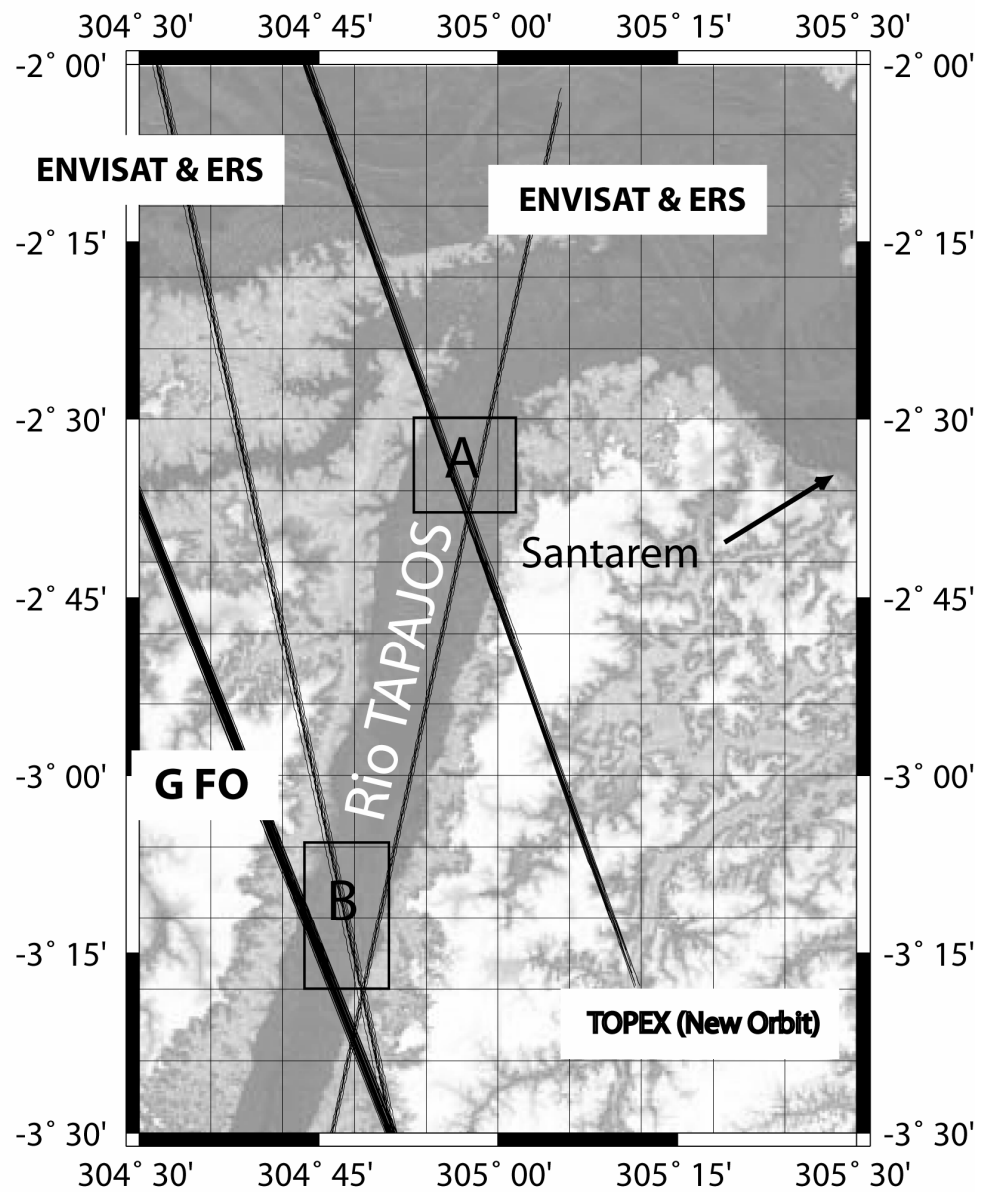 304° 30' 304° 45' 305° 00' 305° 15' 305° 30'
-2° 00' -2° 00'
ENVISAT & ERS
ENVISAT & ERS
-2° 15' -2° 15'
-2° 30' -2° 30'
A
Santarem
Rio TAPAJOS
-2° 45' -2° 45'
-3° 00' -3° 00'
G FO
B
-3° 15' -3° 15'
TOPEX (New Orbit)
-3° 30' -3° 30'
304° 30' 304° 45' 305° 00' 305° 15' 305° 30'